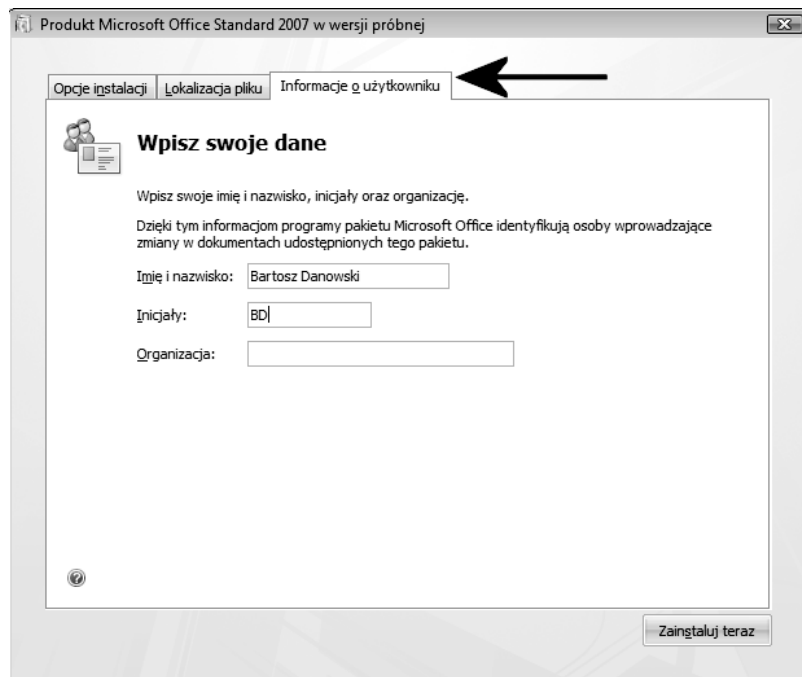 Produkt Microsoft Office Standard 2007 w wersji próbnej
Opcje instalacji Lokalizacja pliku Informacje o użytkowniku
Wpisz swoje dane
Wpisz swoje imię i nazwisko, inicjały oraz organizację.
Dzięki tym informacjom programy pakietu Microsoft Office identyfikują osoby wprowadzające
zmiany w dokumentach udostępnionych tego pakietu.
Imię i nazwisko: Bartosz Danowski
Inicjały: BD
Organizacja:
Zainstaluj teraz